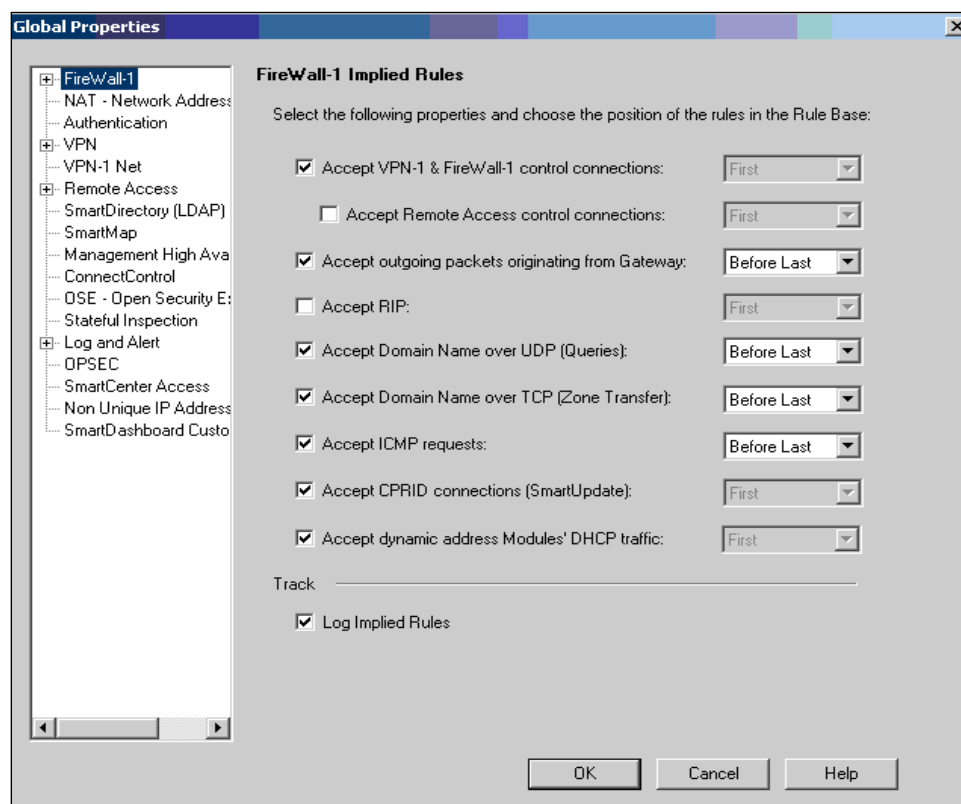 Global Properties
FireWall-1
NAT - Network Address
Authentication
VPN
VPN-1 Net
Remote Access
SmartDirectory (LDAP)
SmartMap
Management High Ava
ConnectControl
OSE - Open Security E:
Stateful Inspection
Log and Alert
OPSEC
SmartCenter Access
Non Unique IP Address
SmartDashboard Custo
FireWall-1 Implied Rules
Select the following properties and choose the position of the rules in the Rule Base:
Accept VPN-1 & FireWall-1 control connections: First
Accept Remote Access control connections: First
Accept outgoing packets originating from Gateway: Before Last
Accept RIP: First
Accept Domain Name over UDP (Queries): Before Last
Accept Domain Name over TCP (Zone Transfer): Before Last
Accept ICMP requests: Before Last
Accept CPRID connections (SmartUpdate): First
Accept dynamic address Modules' DHCP traffic: First
Track
Log Implied Rules
OK Cancel Help